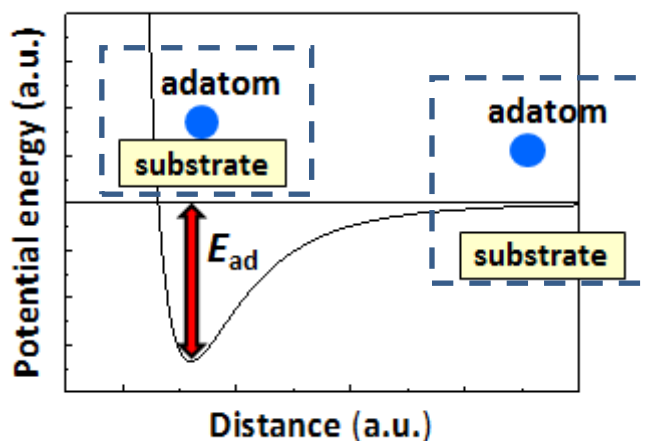 Potential energy (a.u.)
adatom
substrate
adatom
substrate
E_ad
Distance (a.u.)